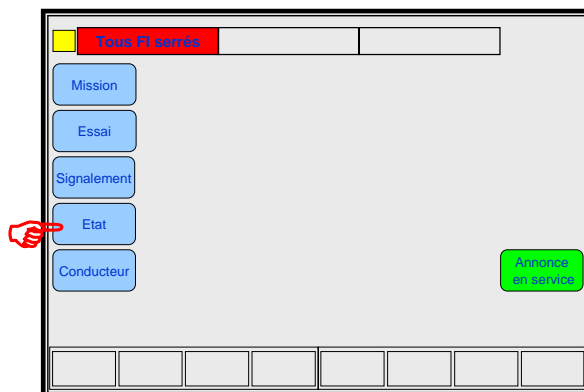 Tous FI serrés
Mission
Essai
Signalement
Etat
Conducteur
Annonce
en service